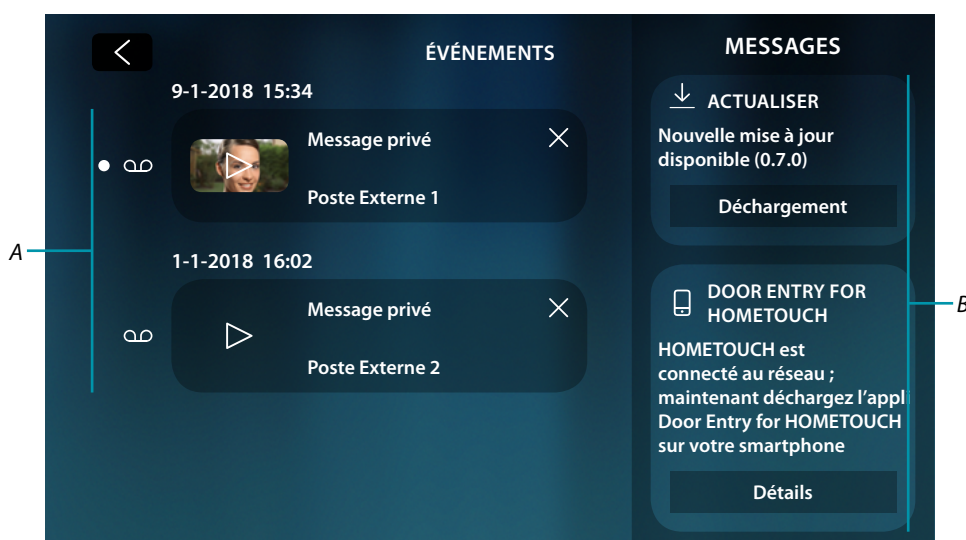 ÉVÉNEMENTS
9-1-2018 15:34
Message privé
Poste Externe 1
A
1-1-2018 16:02
Message privé
Poste Externe 2
MESSAGES
ACTUALISER
Nouvelle mise à jour
disponible (0.7.0)
Déchargement
DOOR ENTRY FOR
HOMETOUCH
B
HOMETOUCH est
connecté au réseau ;
maintenant déchargez l'appli
Door Entry for HOMETOUCH
sur votre smartphone
Détails